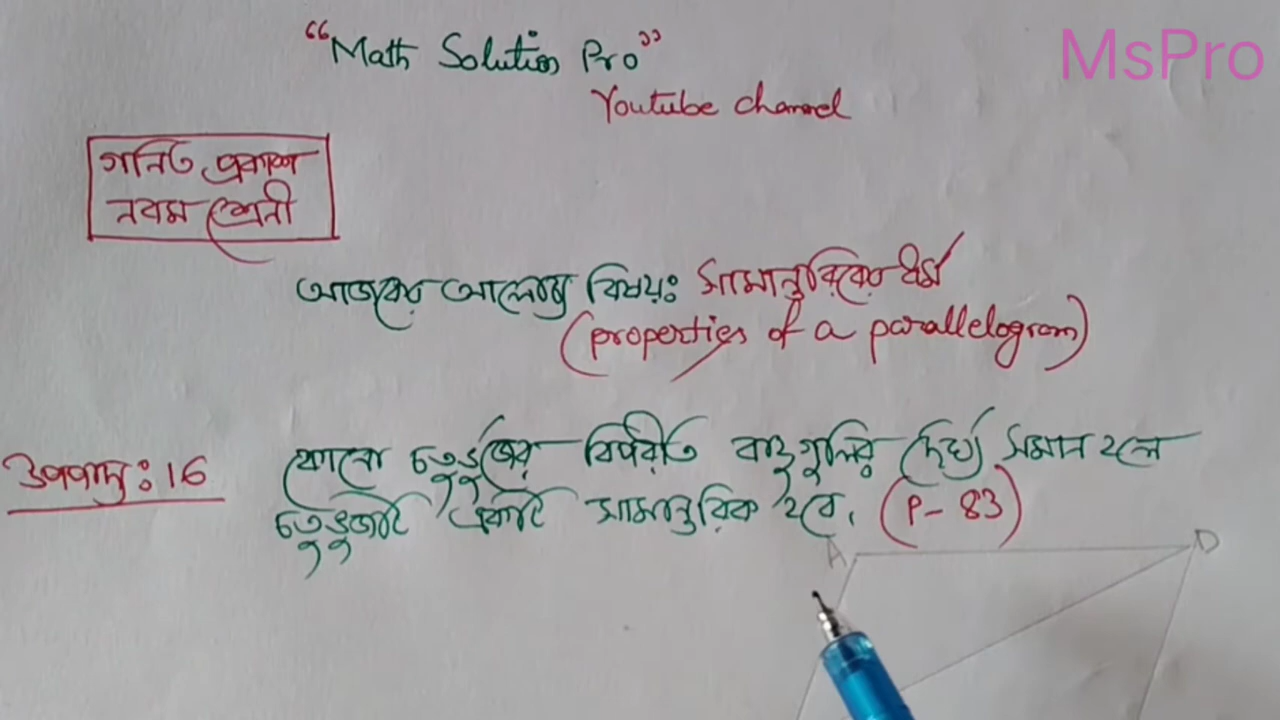 "Math Solution Pro"
MsPro
Youtube channel
গনিত প্রকাশ
নবম শ্রেনী
আজকের আলোচ্য বিষয়ঃ সামান্তরিকের ধর্ম
(properties of a parallelogram)
উপপাদ্যঃ 16
কোনো চতুর্ভুজের বিপরীত বাহুগুলির দৈর্ঘ্য সমান হলে
চতুর্ভুজটি একটি সামান্তরিক হবে। (P-83)
A D